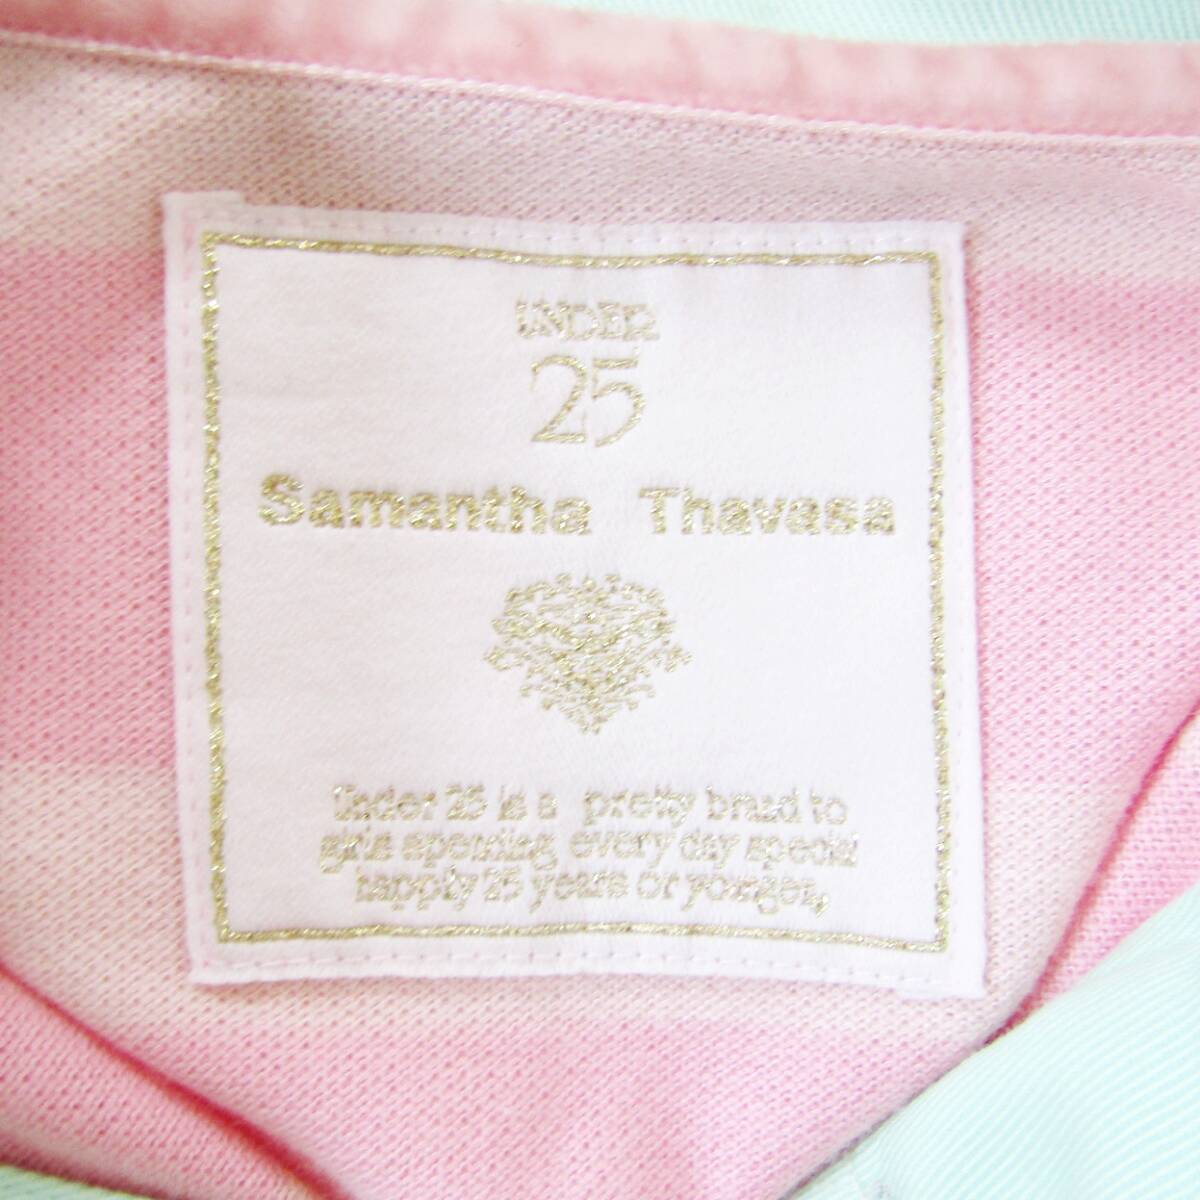 UNDER
25
Samantha Thavasa
Under 25 is a pretty brand to
girls spending every day special
happily 25 years or younger,